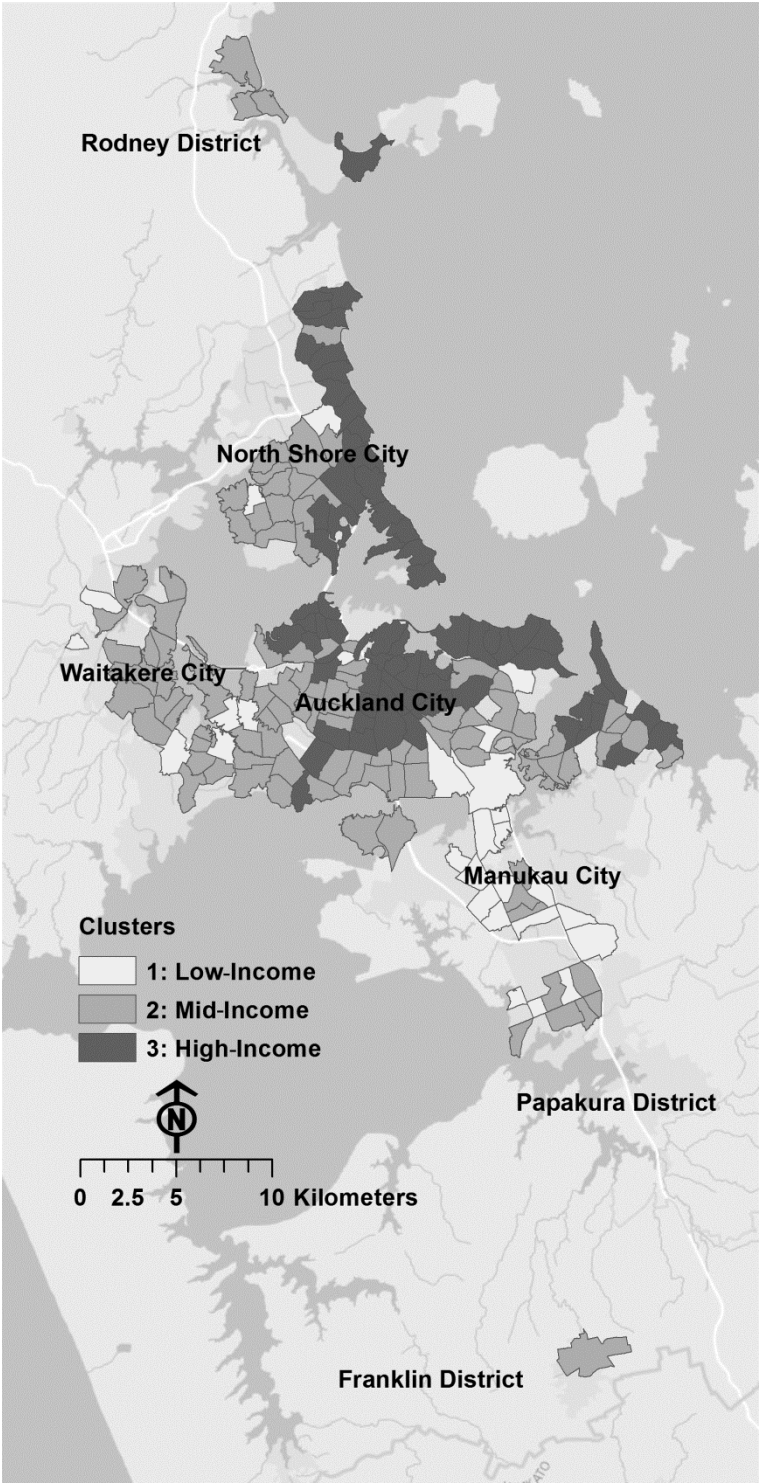 Rodney District
North Shore City
Waitakere City
Auckland City
Manukau City
Clusters
1: Low-Income
2: Mid-Income
3: High-Income
N
Papakura District
0 2.5 5 10 Kilometers
Franklin District